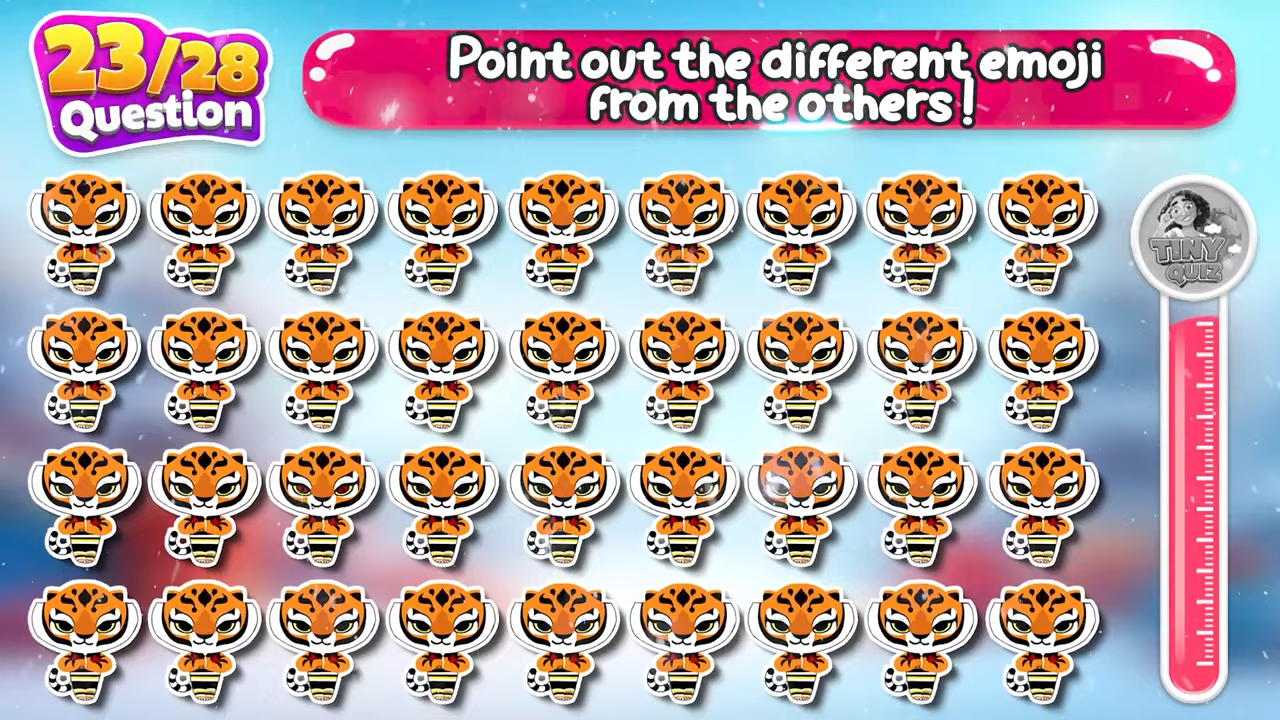 23/28
Question
Point out the different emoji
from the others!
TINY
QUIZ